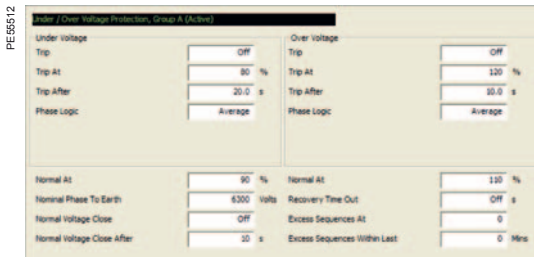 PE55512
Under / Over Voltage Protection, Group A (Active)
Under Voltage
Trip Off
Trip At 80 %
Trip After 20.0 s
Phase Logic Average
Over Voltage
Trip Off
Trip At 120 %
Trip After 10.0 s
Phase Logic Average
Normal At 90 %
Nominal Phase To Earth 6300 Volts
Normal Voltage Close Off
Normal Voltage Close After 10 s
Normal At 110 %
Recovery Time Out Off s
Excess Sequences At 0
Excess Sequences Within Last 0 Mins